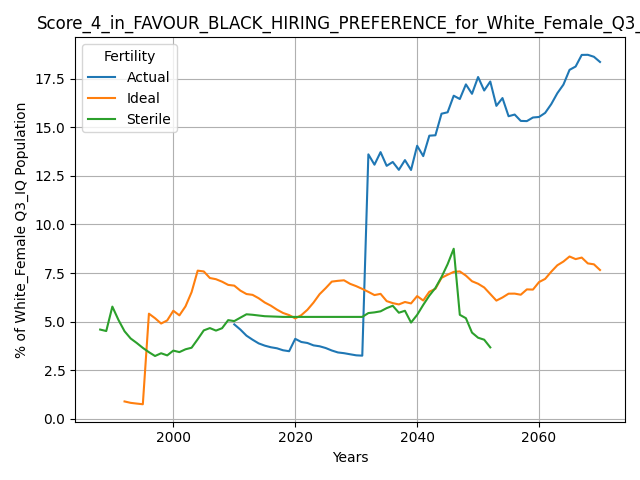 Score_4_in_FAVOUR_BLACK_HIRING_PREFERENCE_for_White_Female_Q3_
Fertility
Actual
Ideal
Sterile
% of White_Female Q3_IQ Population
17.5
15.0
12.5
10.0
7.5
5.0
2.5
0.0
2000
2020
2040
2060
Years